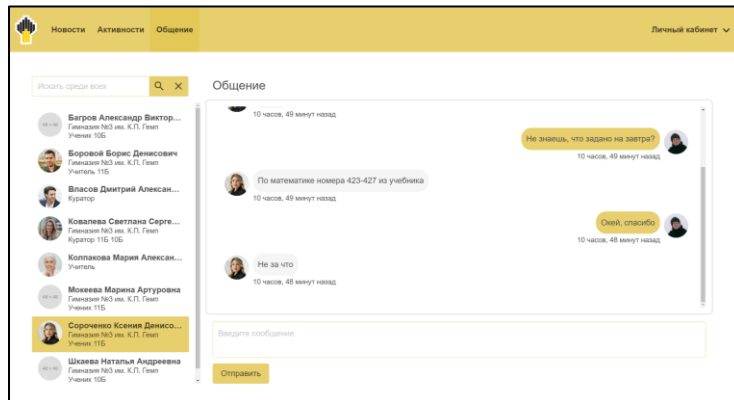 Новости Активности Общение Личный кабинет
Искать среди всех
Багров Александр Виктор...
Гимназия №3 им. К.П. Гемп
Ученик 10Б
Боровой Борис Денисович
Гимназия №3 им. К.П. Гемп
Учитель 11Б
Власов Дмитрий Алексан...
Куратор
Ковалева Светлана Серге...
Гимназия №3 им. К.П. Гемп
Куратор 11Б 10Б
Колпакова Мария Алексан...
Учитель
Мокеева Марина Артуровна
Гимназия №3 им. К.П. Гемп
Ученик 11Б
Сороченко Ксения Денисо...
Гимназия №3 им. К.П. Гемп
Ученик 11Б
Шкаева Наталья Андреевна
Гимназия №3 им. К.П. Гемп
Ученик 10Б
Общение
10 часов, 49 минут назад
Не знаешь, что задано на завтра?
10 часов, 49 минут назад
По математике номера 423-427 из учебника
10 часов, 49 минут назад
Окей, спасибо
10 часов, 48 минут назад
Не за что
10 часов, 48 минут назад
Введите сообщение
Отправить